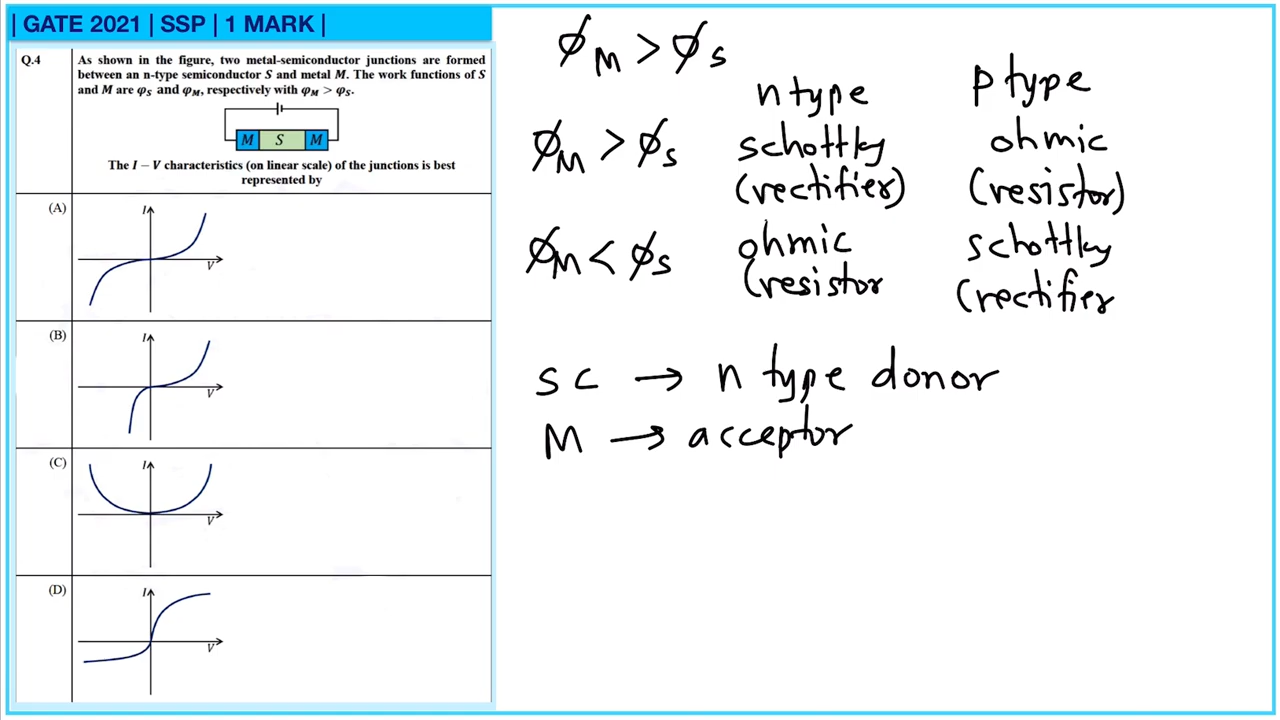 | GATE 2021 | SSP | 1 MARK |
Q.4
As shown in the figure, two metal-semiconductor junctions are formed
between an n-type semiconductor S and metal M. The work functions of S
and M are φS and φM, respectively with φM > φS.
M S M
The I – V characteristics (on linear scale) of the junctions is best
represented by
(A)
I
V
(B)
I
V
(C)
I
V
(D)
I
V
ϕM > ϕS
n type p type
ϕM > ϕS schottky ohmic
(rectifier) (resistor)
ϕM < ϕS ohmic schottky
(resistor (rectifier
SC → n type donor
M → acceptor